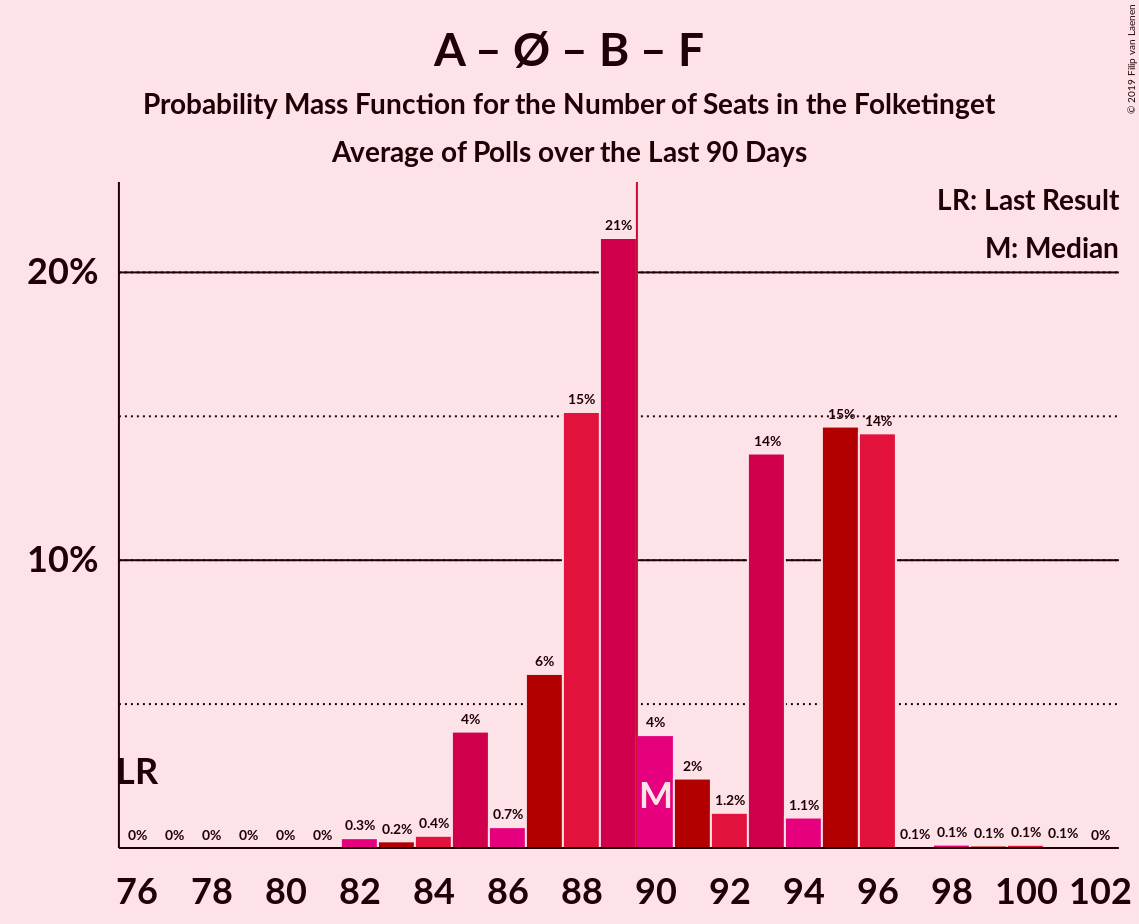 A – Ø – B – F
Probability Mass Function for the Number of Seats in the Folketinget
Average of Polls over the Last 90 Days
© 2019 Filip van Laenen
LR: Last Result
M: Median
20%
10%
21%
15%
15%
14%
14%
6%
4%
4%
2%
LR
M
0% 0% 0% 0% 0% 0% 0.3% 0.2% 0.4% 0.7% 1.2% 1.1% 0.1% 0.1% 0.1% 0.1% 0.1% 0%
76 78 80 82 84 86 88 90 92 94 96 98 100 102